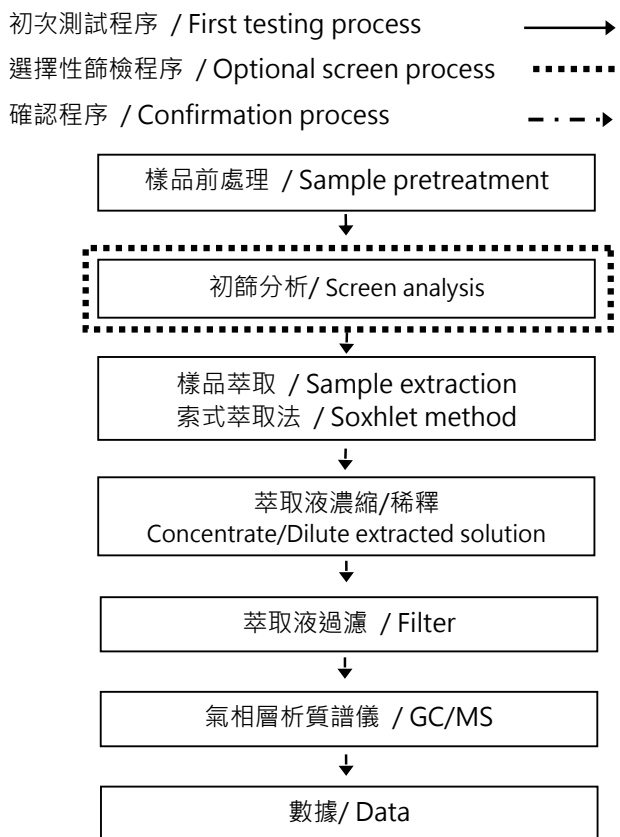 初次測試程序 / First testing process
選擇性篩檢程序 / Optional screen process
確認程序 / Confirmation process
樣品前處理 / Sample pretreatment
初篩分析/ Screen analysis
樣品萃取 / Sample extraction
索式萃取法 / Soxhlet method
萃取液濃縮/稀釋
Concentrate/Dilute extracted solution
萃取液過濾 / Filter
氣相層析質譜儀 / GC/MS
數據/ Data